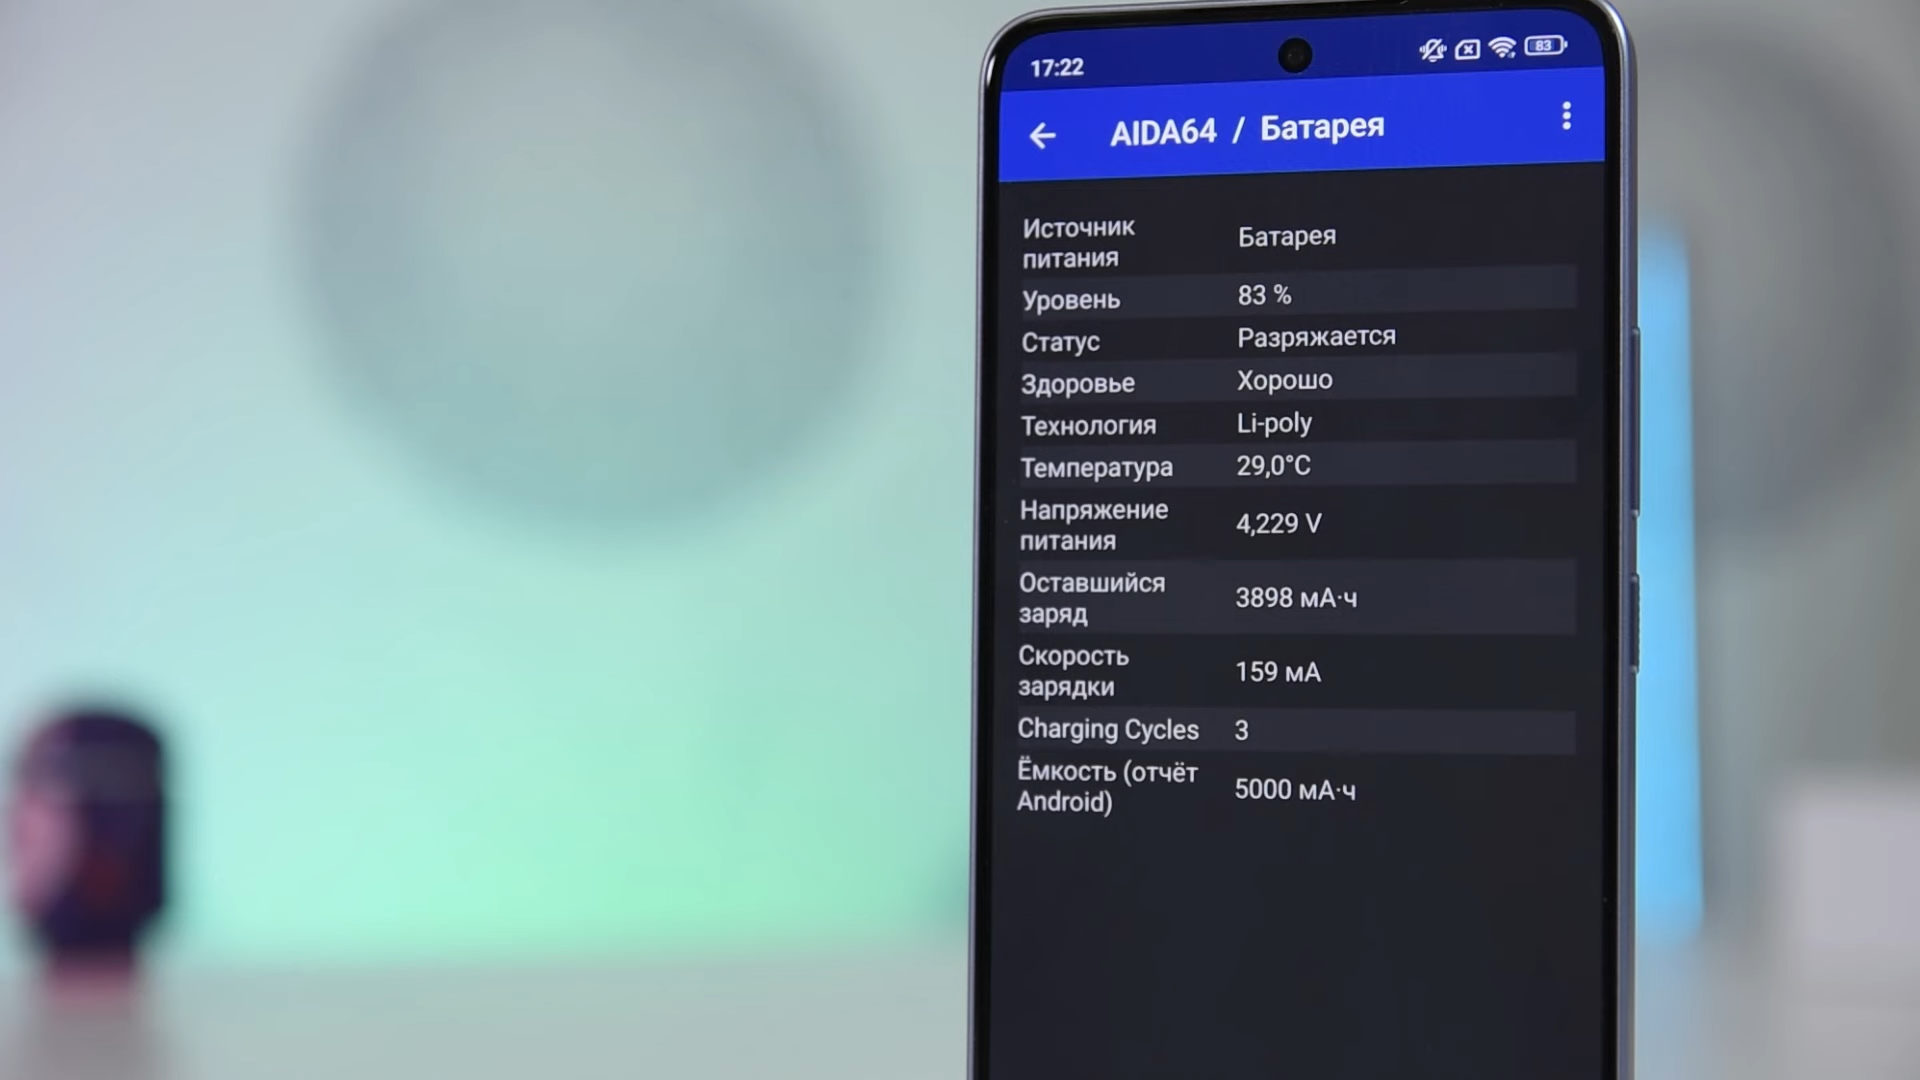 17:22
83
AIDA64 / Батарея
Источник
питания
Батарея
Уровень
83 %
Статус
Разряжается
Здоровье
Хорошо
Технология
Li-poly
Температура
29,0°C
Напряжение
питания
4,229 V
Оставшийся
заряд
3898 мА·ч
Скорость
зарядки
159 мА
Charging Cycles
3
Ёмкость (отчёт
Android)
5000 мА·ч